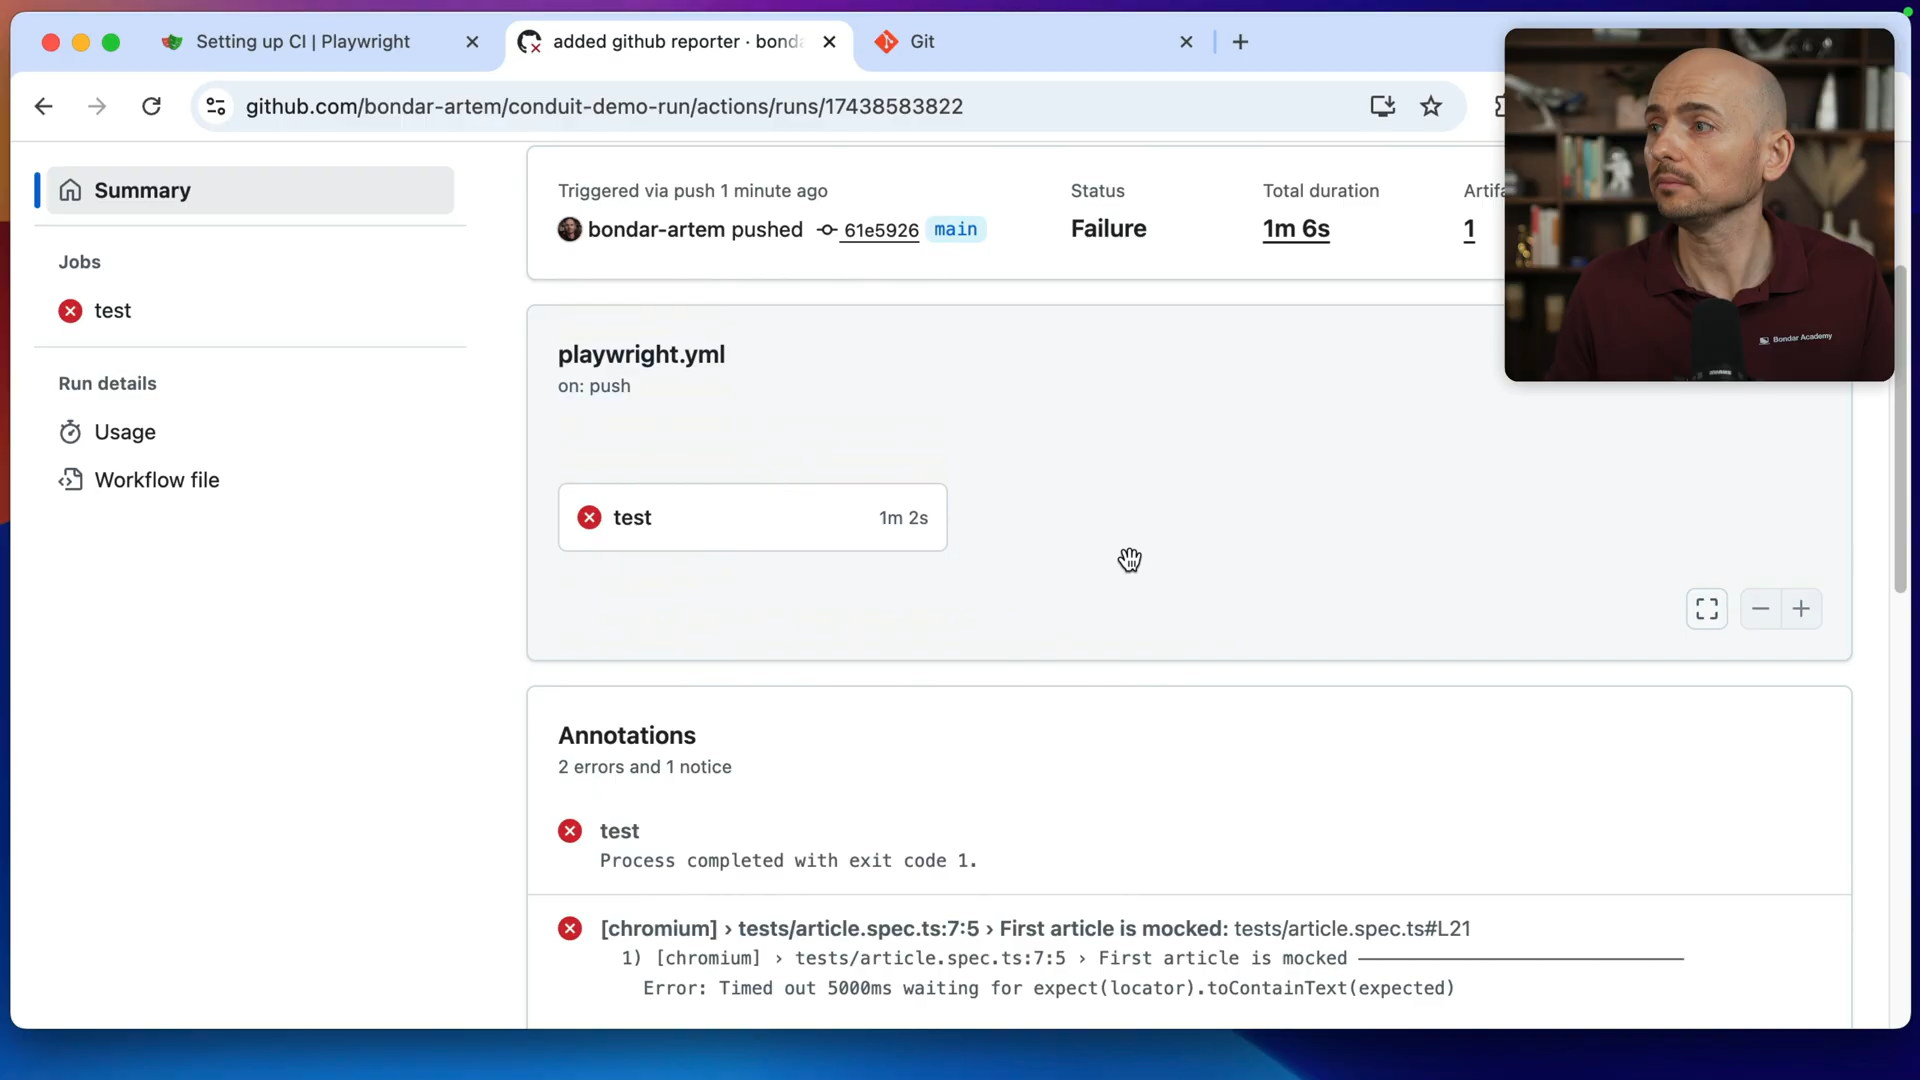 Setting up CI | Playwright
added github reporter · bond
Git
github.com/bondar-artem/conduit-demo-run/actions/runs/17438583822
Summary
Jobs
test
Run details
Usage
Workflow file
Triggered via push 1 minute ago
bondar-artem pushed 61e5926 main
Status
Failure
Total duration
1m 6s
Artifa
1
playwright.yml
on: push
test 1m 2s
Annotations
2 errors and 1 notice
test
Process completed with exit code 1.
[chromium] › tests/article.spec.ts:7:5 › First article is mocked: tests/article.spec.ts#L21
1) [chromium] › tests/article.spec.ts:7:5 › First article is mocked ────────────────────────
Error: Timed out 5000ms waiting for expect(locator).toContainText(expected)
Bondar Academy